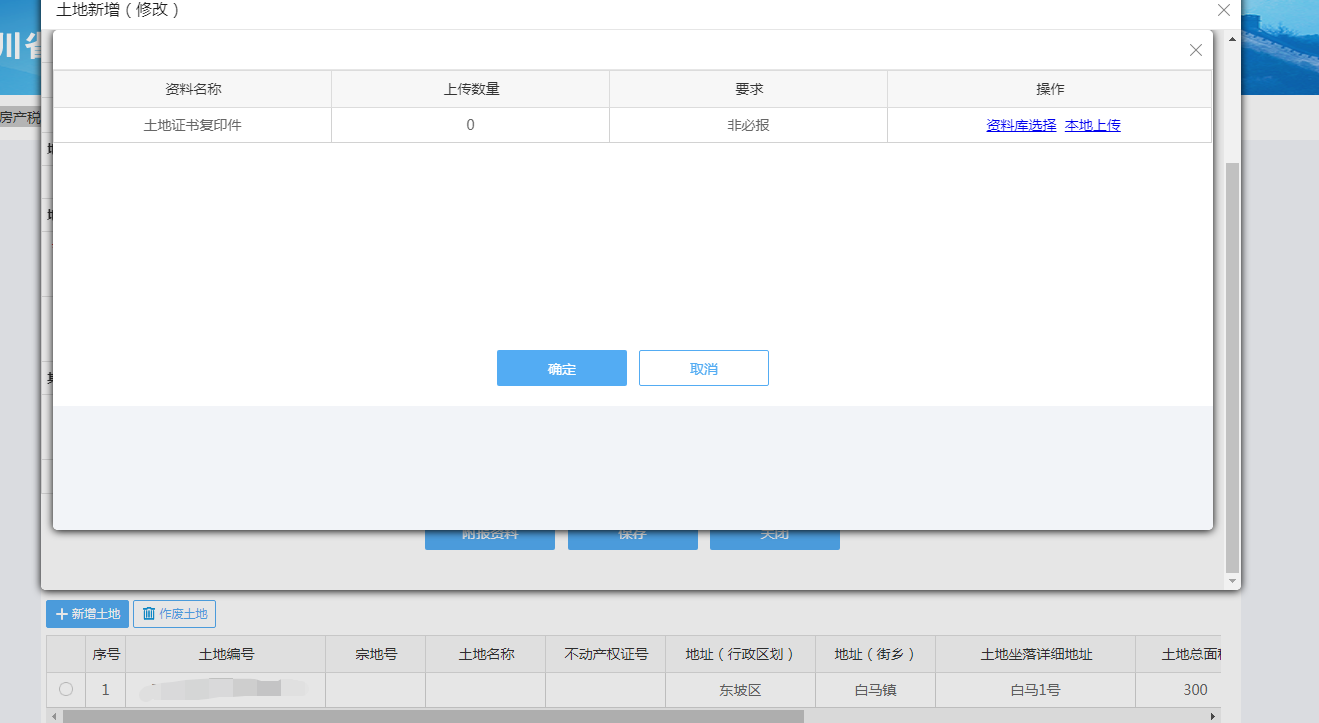 土地新增（修改）
川省
房产税
资料名称 上传数量 要求 操作
土地证书复印件 0 非必报 资料库选择 本地上传
确定 取消
附报资料 保存 关闭
新增土地 作废土地
序号 土地编号 宗地号 土地名称 不动产权证号 地址（行政区划） 地址（街乡） 土地坐落详细地址 土地总面积
1 东坡区 白马镇 白马1号 300